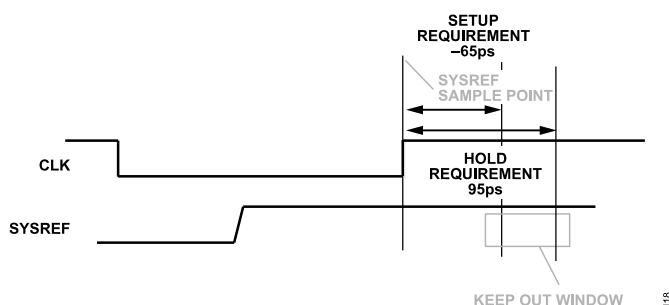 SETUP
REQUIREMENT
–65ps
SYSREF
SAMPLE POINT
CLK
HOLD
REQUIREMENT
95ps
SYSREF
KEEP OUT WINDOW